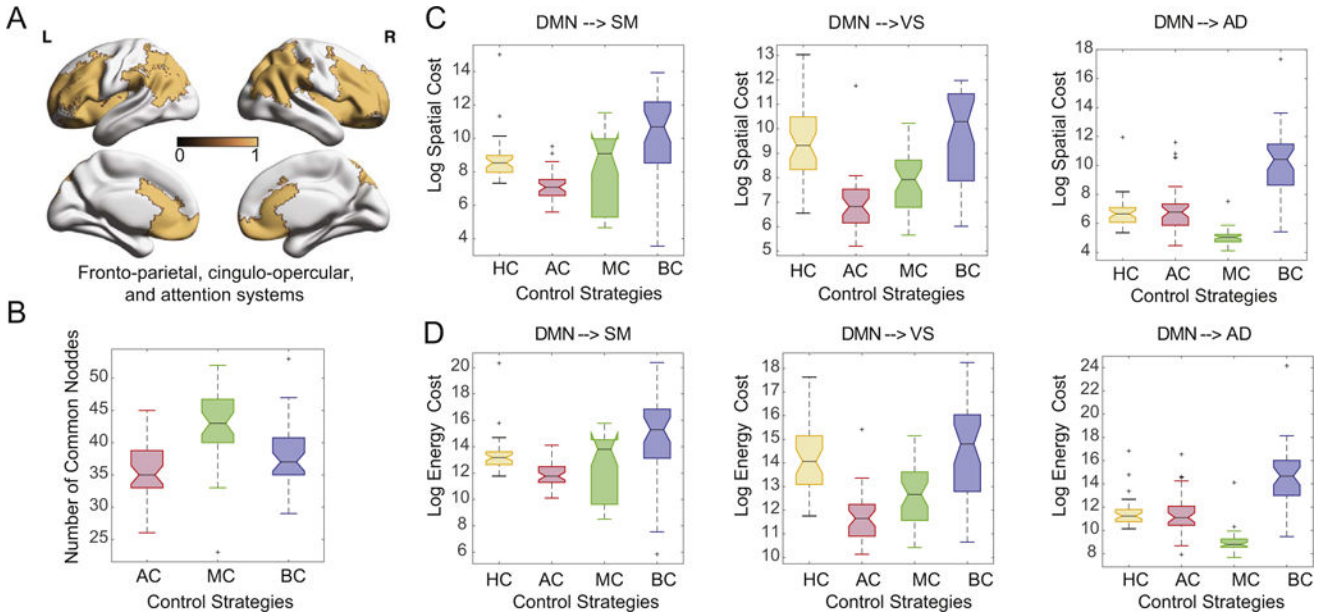 A
L
R
0
1
Fronto-parietal, cingulo-opercular,
and attention systems
B
Number of Common Noddes
50
45
40
35
30
25
AC
MC
BC
Control Strategies
C
DMN --> SM
Log Spatial Cost
14
12
10
8
6
4
HC
AC
MC
BC
Control Strategies
DMN --> VS
Log Spatial Cost
13
12
11
10
9
8
7
6
5
HC
AC
MC
BC
Control Strategies
DMN --> AD
Log Spatial Cost
18
16
14
12
10
8
6
4
HC
AC
MC
BC
Control Strategies
D
DMN --> SM
Log Energy Cost
20
18
16
14
12
10
8
6
HC
AC
MC
BC
Control Strategies
DMN --> VS
Log Energy Cost
18
17
16
15
14
13
12
11
10
HC
AC
MC
BC
Control Strategies
DMN --> AD
Log Energy Cost
24
22
20
18
16
14
12
10
8
HC
AC
MC
BC
Control Strategies